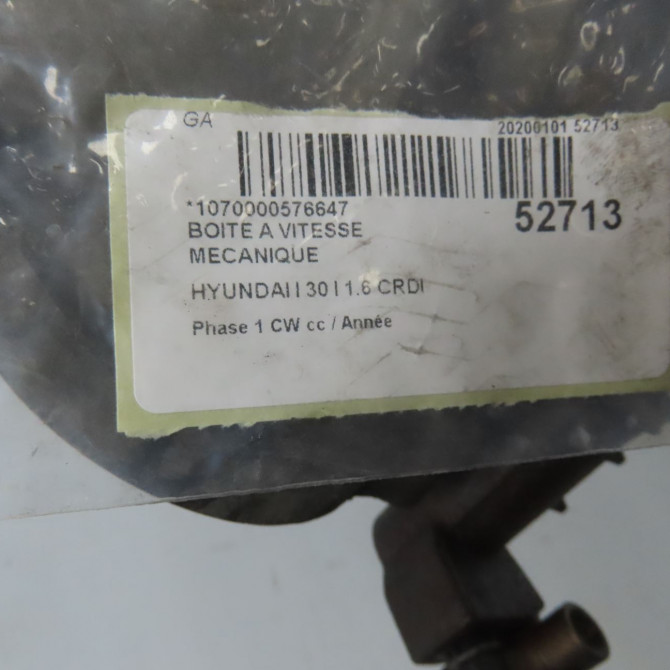 GA
20200101 52713
*1070000576647
52713
BOITE A VITESSE
MECANIQUE
HYUNDAI I 30 I 1.6 CRDI
Phase 1 CW cc / Année